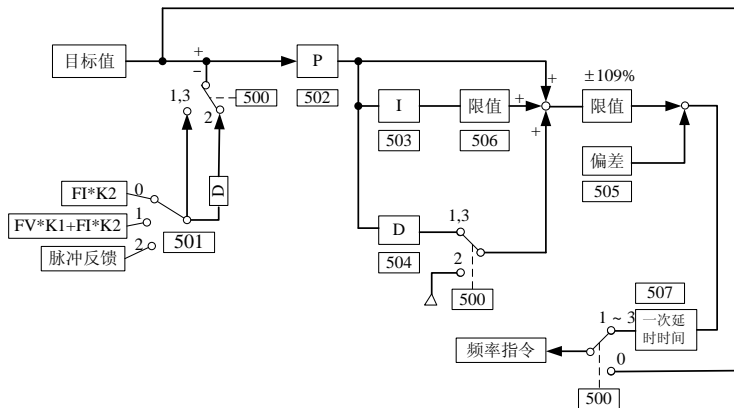 目标值
+
−
P
502
1,3
2
500
D
FI*K2
0
FV*K1+FI*K2
1
脉冲反馈
2
501
I
503
限值
506
+
+
+
±109%
限值
偏差
505
D
504
1,3
2
500
507
一次延
时时间
1 ~ 3
0
频率指令
500